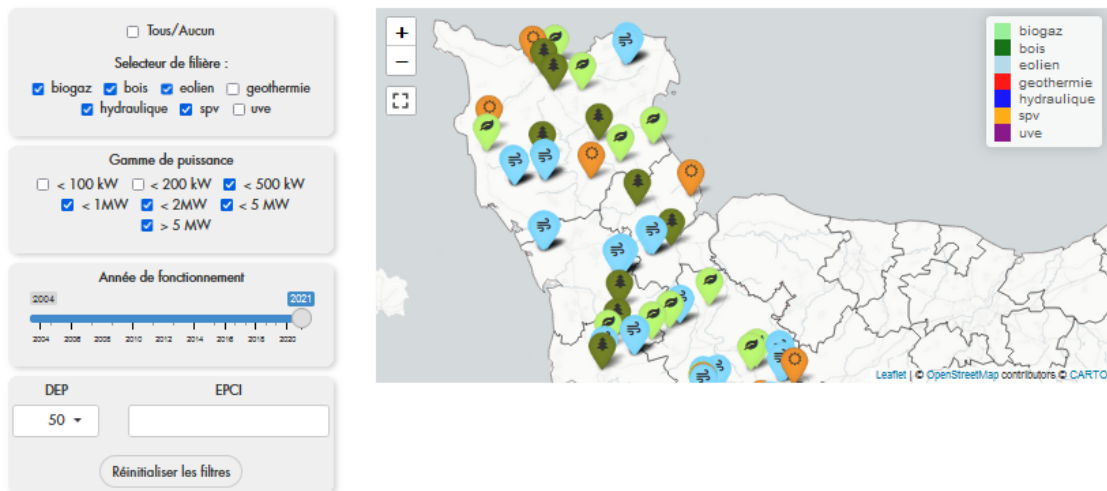 Tous/Aucun
Selecteur de filière :
biogaz bois eolien geothermie
hydraulique spv uve
Gamme de puissance
< 100 kW < 200 kW < 500 kW
< 1MW < 2MW < 5 MW
> 5 MW
Année de fonctionnement
2004 2021
2004 2006 2008 2010 2012 2014 2016 2018 2020
DEP EPCI
50
Réinitialiser les filtres
+
−
biogaz
bois
eolien
geothermie
hydraulique
spv
uve
Leaflet | © OpenStreetMap contributors © CARTO